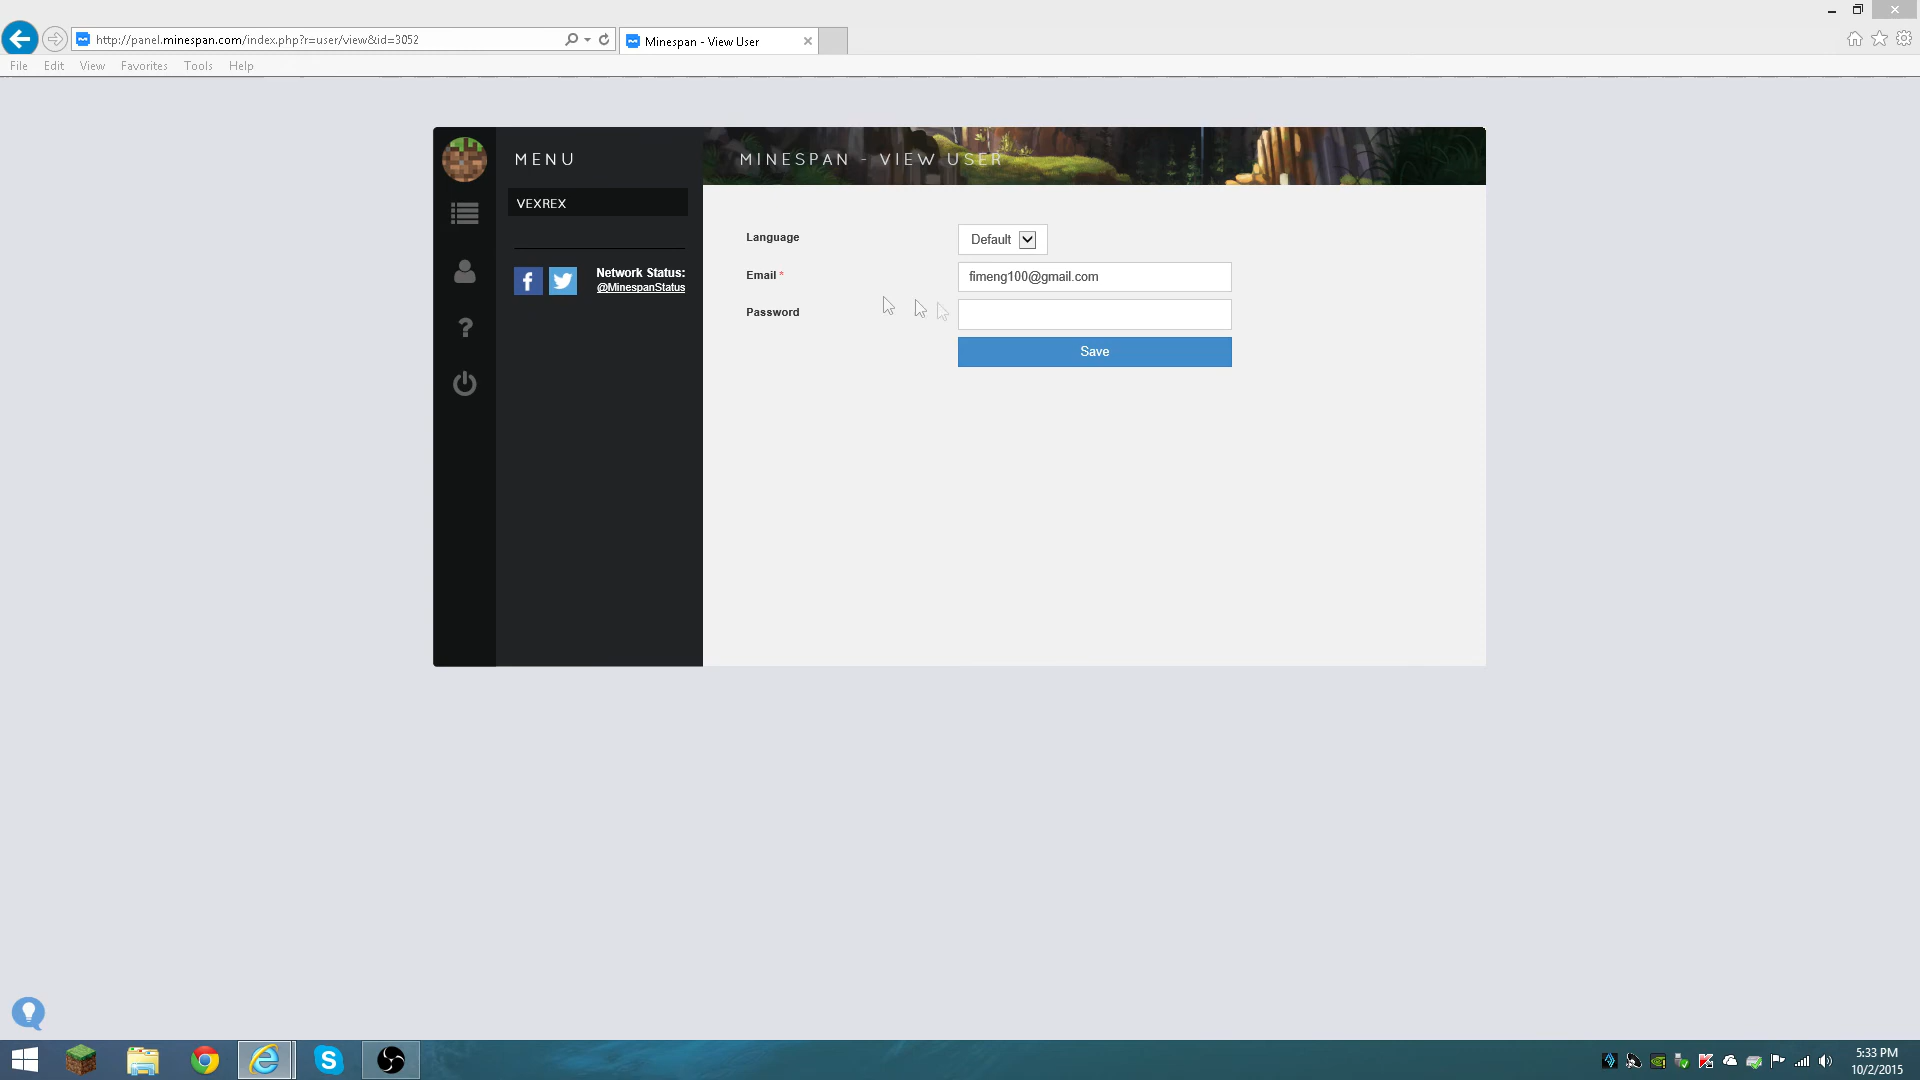 http://panel.minespan.com/index.php?r=user/view&id=3052
Minespan - View User
File Edit View Favorites Tools Help
MENU
MINESPAN - VIEW USER
VEXREX
Language
Default
Network Status:
@MinespanStatus
Email *
fimeng100@gmail.com
Password
Save
5:33 PM
10/2/2015